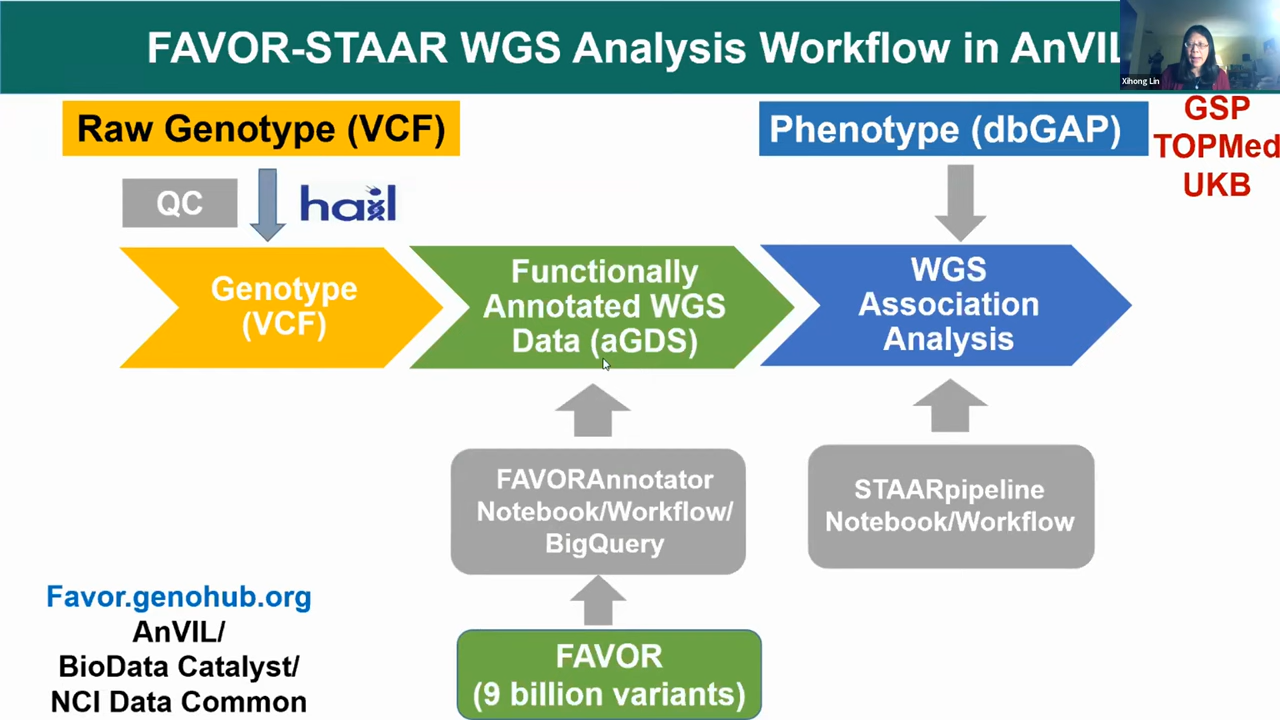 FAVOR-STAAR WGS Analysis Workflow in AnVIL
Xihong Lin
Raw Genotype (VCF)
Phenotype (dbGAP)
GSP
TOPMed
UKB
QC
hail
Genotype
(VCF)
Functionally
Annotated WGS
Data (aGDS)
WGS
Association
Analysis
FAVORAnnotator
Notebook/Workflow/
BigQuery
STAARpipeline
Notebook/Workflow
Favor.genohub.org
AnVIL/
BioData Catalyst/
NCI Data Common
FAVOR
(9 billion variants)